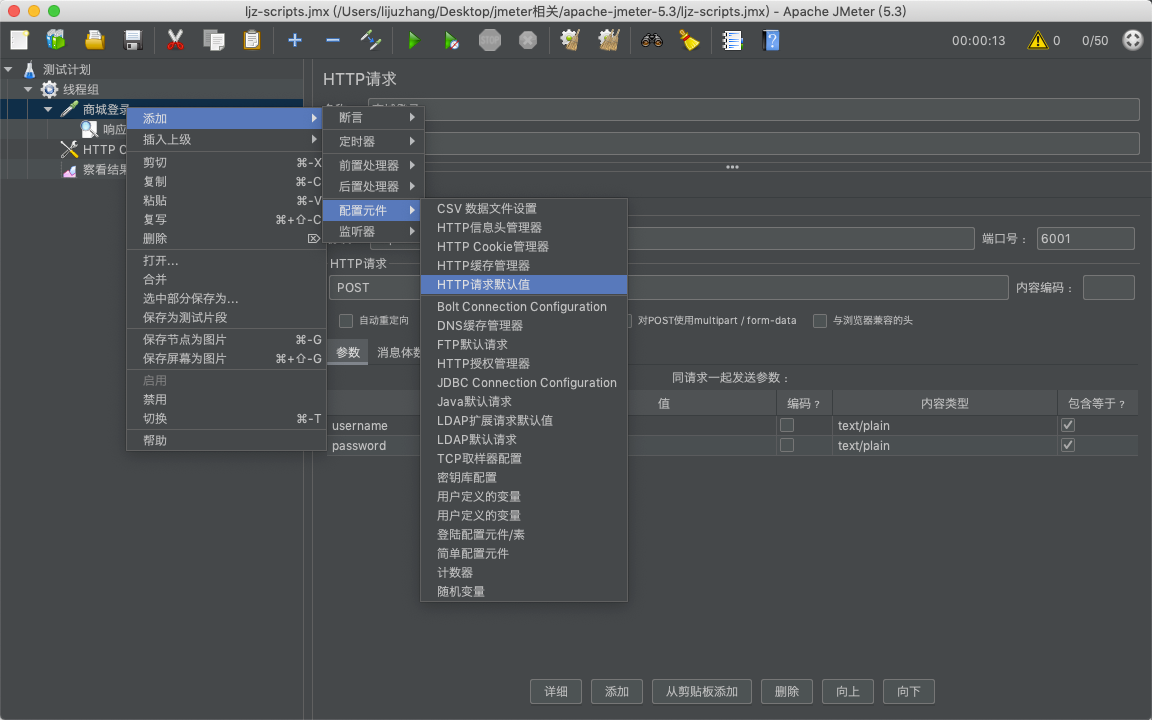 ljz-scripts.jmx (/Users/lijuzhang/Desktop/jmeter相关/apache-jmeter-5.3/ljz-scripts.jmx) - Apache JMeter (5.3)
00:00:13
0
0/50
测试计划
线程组
商城登录
响应
HTTP C
察看结果
添加
插入上级
剪切 ⌘-X
复制 ⌘-C
粘贴 ⌘-V
复写 ⌘+⇧-C
删除 ⌦
打开...
合并
选中部分保存为...
保存为测试片段
保存节点为图片 ⌘-G
保存屏幕为图片 ⌘+⇧-G
启用
禁用
切换 ⌘-T
帮助
断言
定时器
前置处理器
后置处理器
配置元件
监听器
CSV 数据文件设置
HTTP信息头管理器
HTTP Cookie管理器
HTTP缓存管理器
HTTP请求默认值
Bolt Connection Configuration
DNS缓存管理器
FTP默认请求
HTTP授权管理器
JDBC Connection Configuration
Java默认请求
LDAP扩展请求默认值
LDAP默认请求
TCP取样器配置
密钥库配置
用户定义的变量
用户定义的变量
登陆配置元件/素
简单配置元件
计数器
随机变量
HTTP请求
端口号： 6001
HTTP请求
POST
内容编码：
自动重定向
对POST使用multipart / form-data
与浏览器兼容的头
参数 消息体数
同请求一起发送参数：
值 编码？ 内容类型 包含等于？
username text/plain
password text/plain
详细 添加 从剪贴板添加 删除 向上 向下